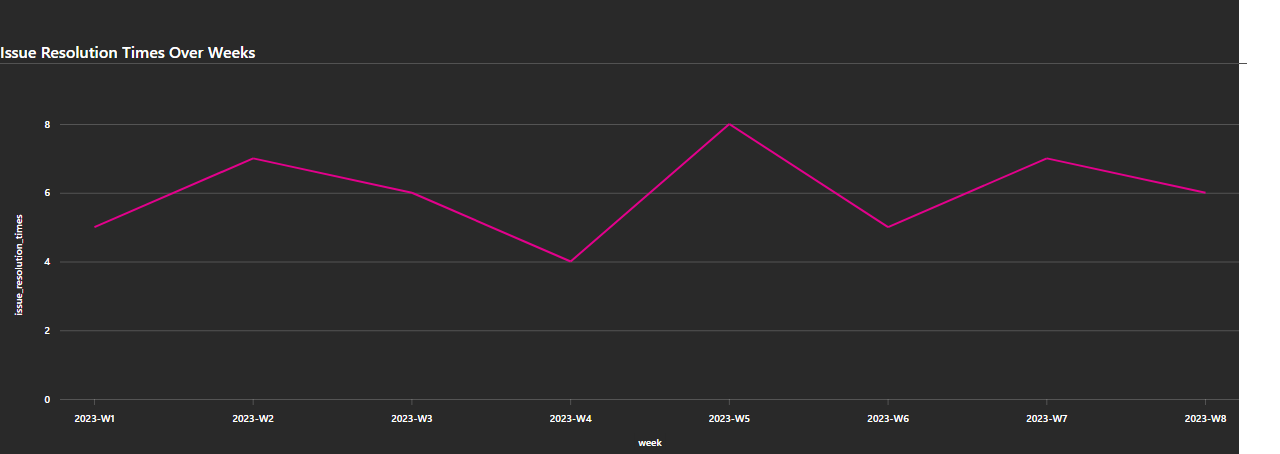 Issue Resolution Times Over Weeks
8
6
4
2
0
issue_resolution_times
2023-W1 2023-W2 2023-W3 2023-W4 2023-W5 2023-W6 2023-W7 2023-W8
week